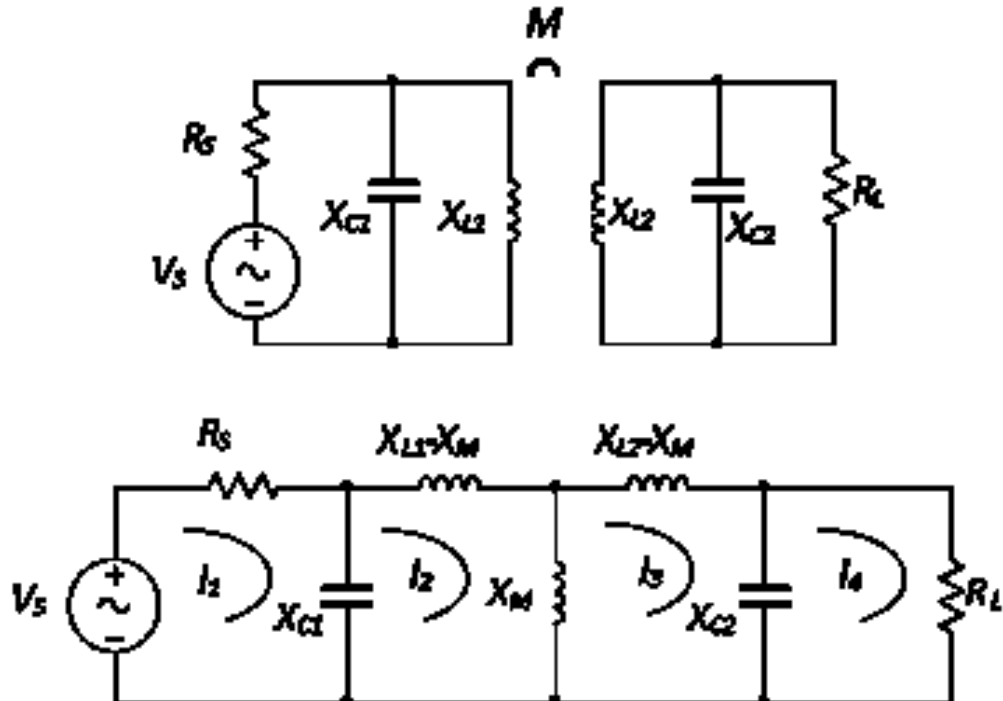 M
R_S
X_C1 X_L1 X_L2 X_C2 R_L
V_S
+
−
R_S X_L1-X_M X_L2-X_M
V_S
+
−
I_1 I_2 I_3 I_4
X_C1 X_M X_C2 R_L